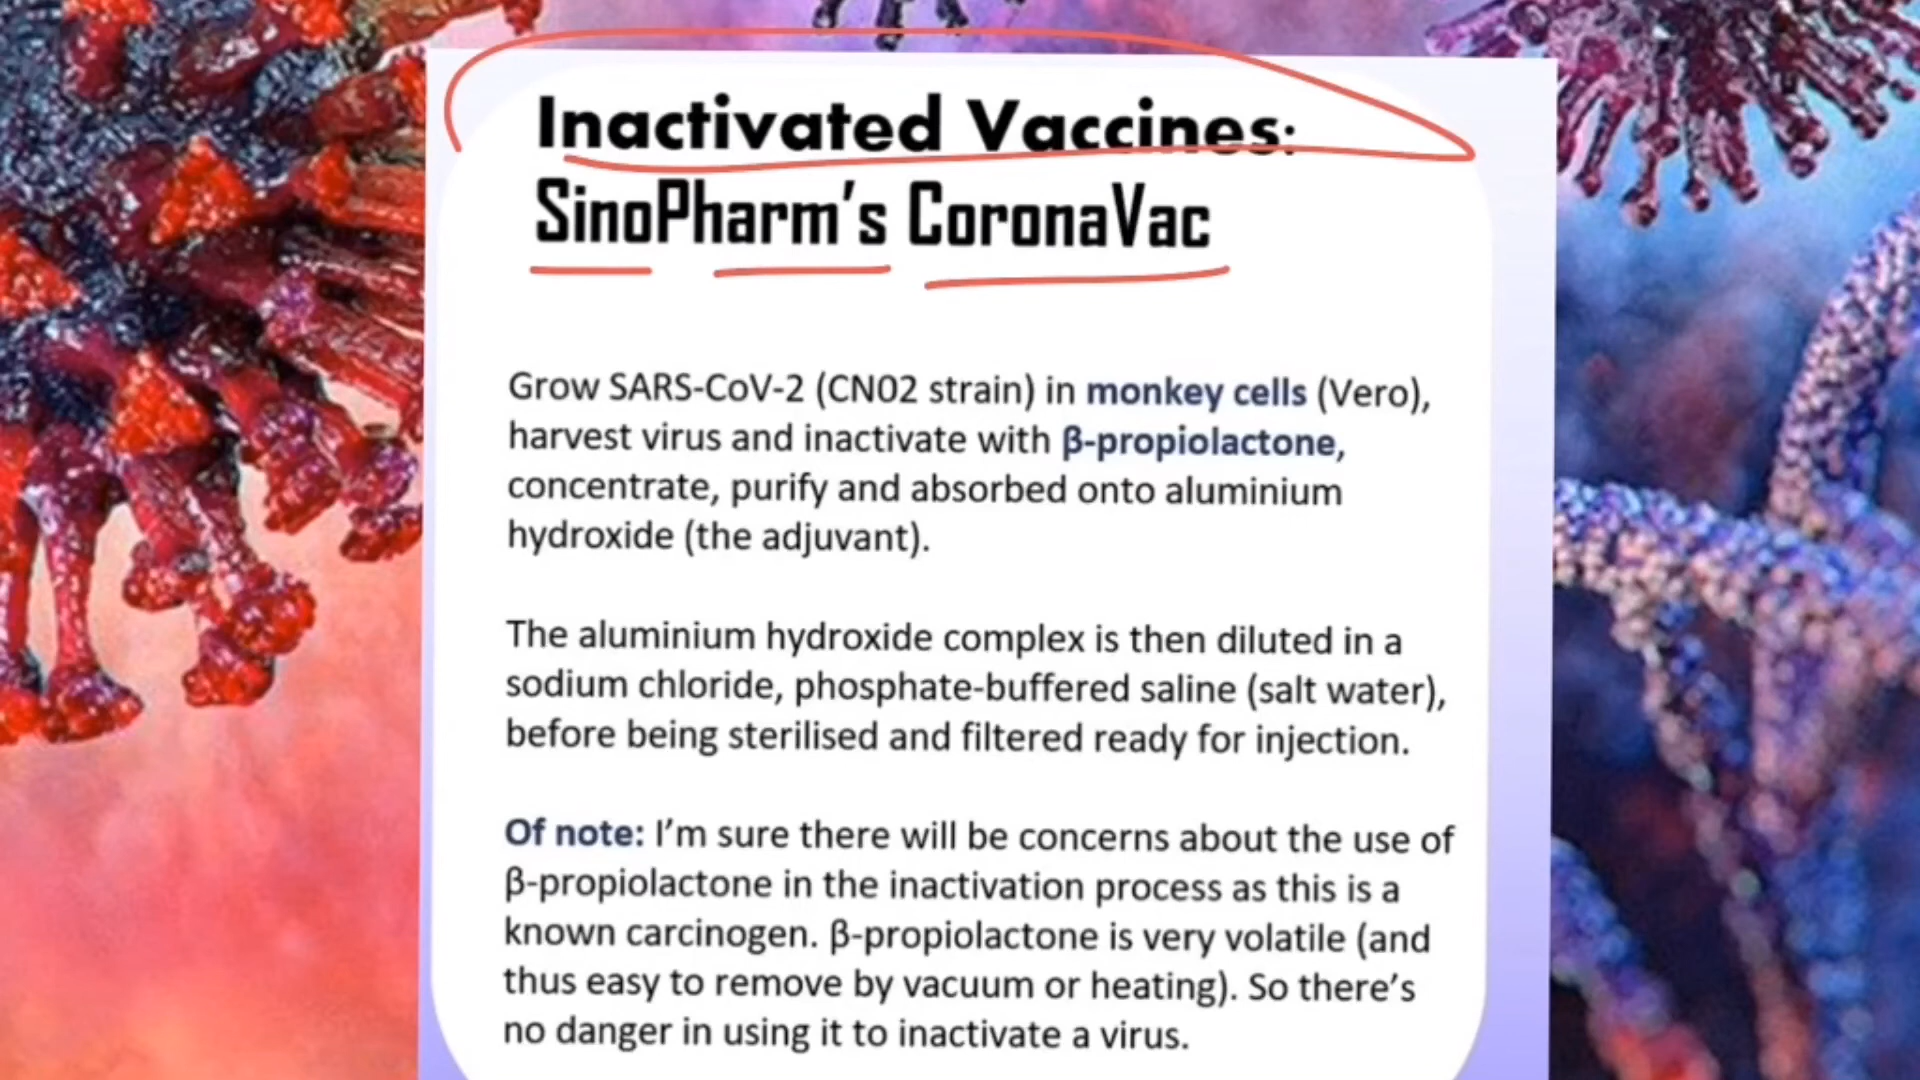 Inactivated Vaccines:
SinoPharm's CoronaVac
Grow SARS-CoV-2 (CN02 strain) in monkey cells (Vero),
harvest virus and inactivate with β-propiolactone,
concentrate, purify and absorbed onto aluminium
hydroxide (the adjuvant).
The aluminium hydroxide complex is then diluted in a
sodium chloride, phosphate-buffered saline (salt water),
before being sterilised and filtered ready for injection.
Of note: I'm sure there will be concerns about the use of
β-propiolactone in the inactivation process as this is a
known carcinogen. β-propiolactone is very volatile (and
thus easy to remove by vacuum or heating). So there's
no danger in using it to inactivate a virus.